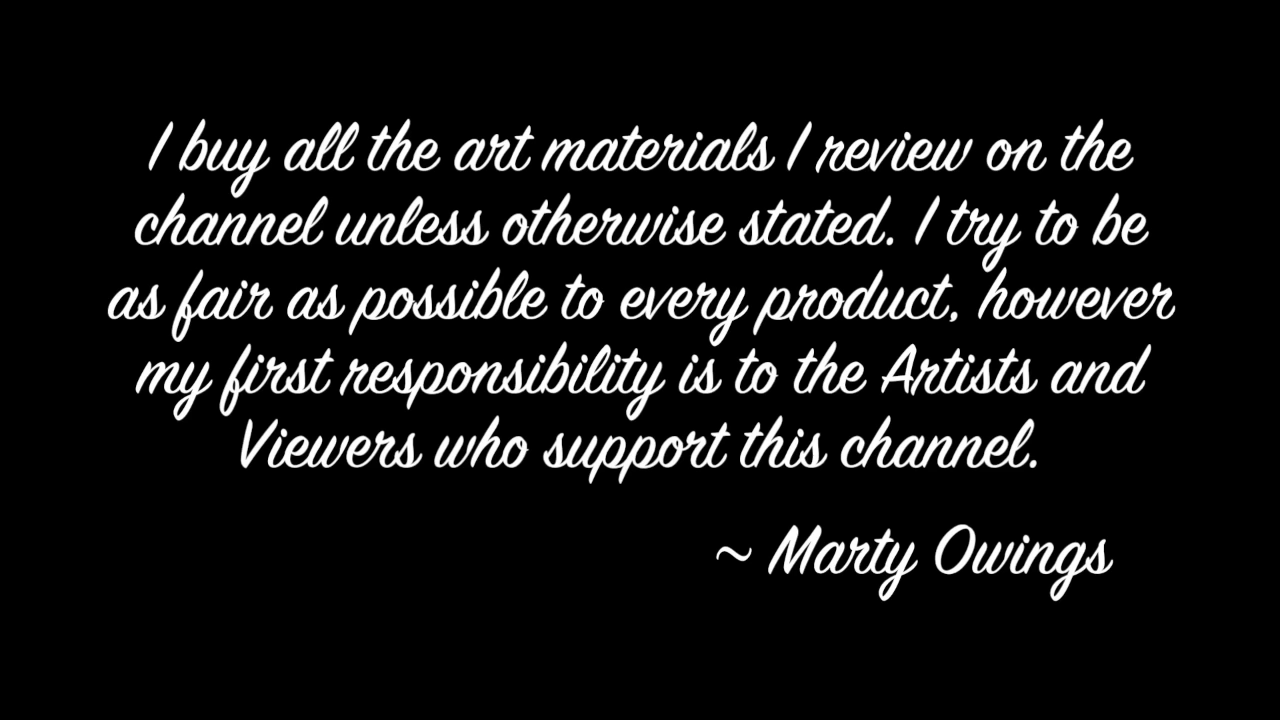 I buy all the art materials I review on the
channel unless otherwise stated. I try to be
as fair as possible to every product, however
my first responsibility is to the Artists and
Viewers who support this channel.
~ Marty Owings